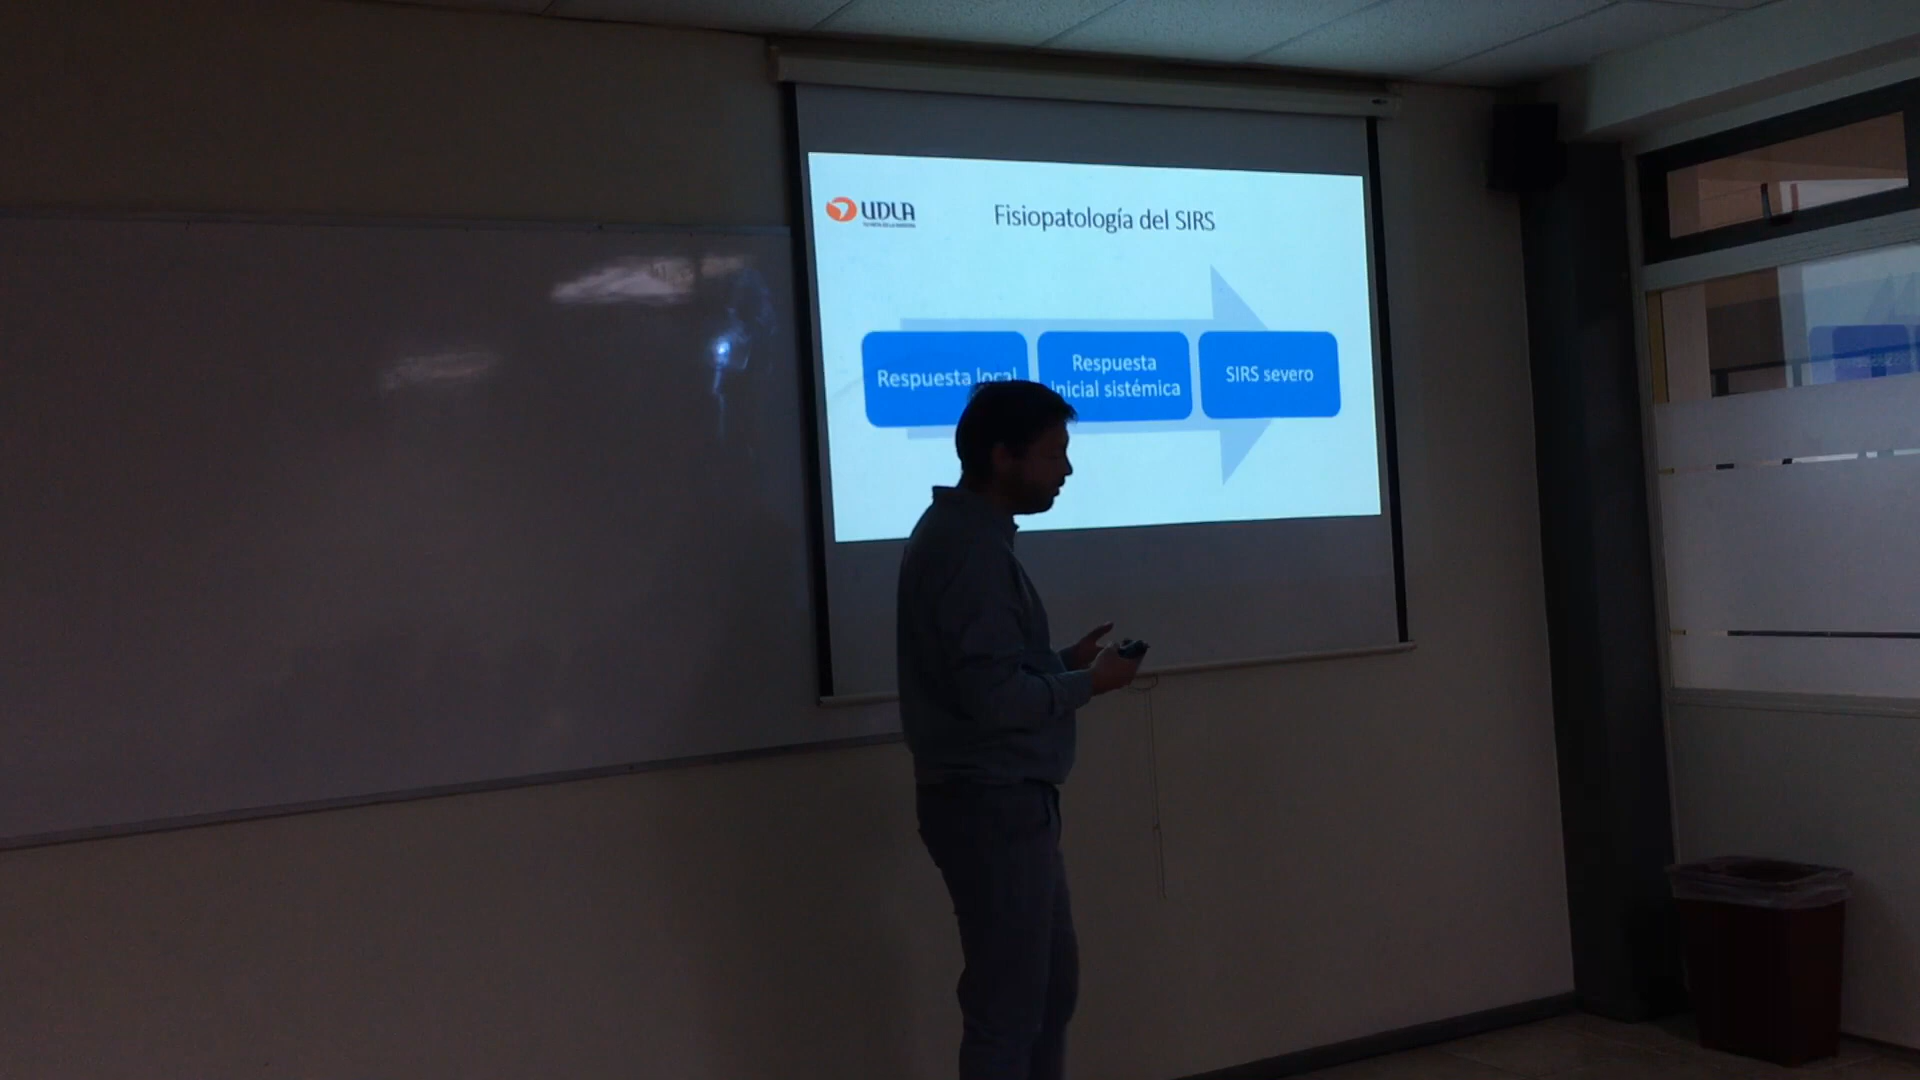 UDLA
Fisiopatología del SIRS
Respuesta local
Respuesta
inicial sistémica
SIRS severo